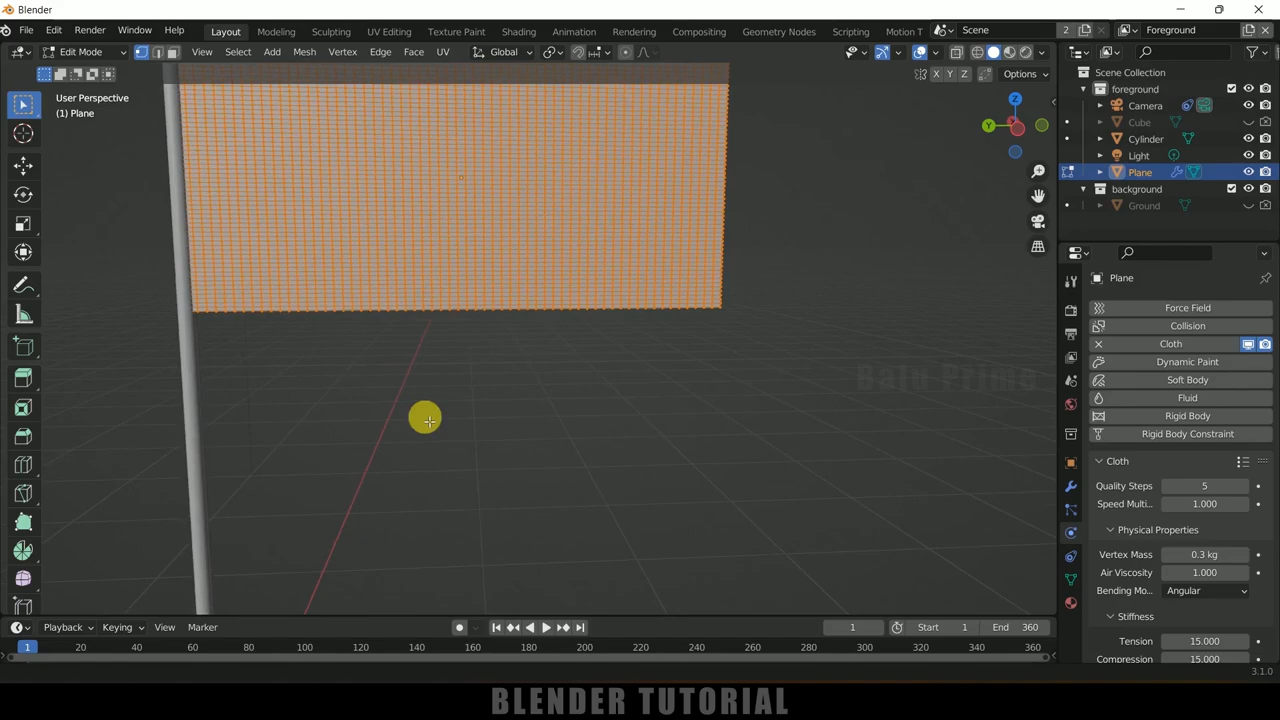 Blender
File Edit Render Window Help Layout Modeling Sculpting UV Editing Texture Paint Shading Animation Rendering Compositing Geometry Nodes Scripting Motion T Scene 2 Foreground
Edit Mode View Select Add Mesh Vertex Edge Face UV Global
X Y Z Options
User Perspective
(1) Plane
Z
Y
Scene Collection
foreground
Camera
Cube
Cylinder
Light
Plane
background
Ground
Plane
Force Field
Collision
Cloth
Dynamic Paint
Soft Body
Fluid
Rigid Body
Rigid Body Constraint
Cloth
Quality Steps 5
Speed Multi... 1.000
Physical Properties
Vertex Mass 0.3 kg
Air Viscosity 1.000
Bending Mo... Angular
Stiffness
Tension 15.000
Compression 15.000
Balu Prime
Playback Keying View Marker 1 Start 1 End 360
1 20 40 60 80 100 120 140 160 180 200 220 240 260 280 300 320 340 360
3.1.0
BLENDER TUTORIAL